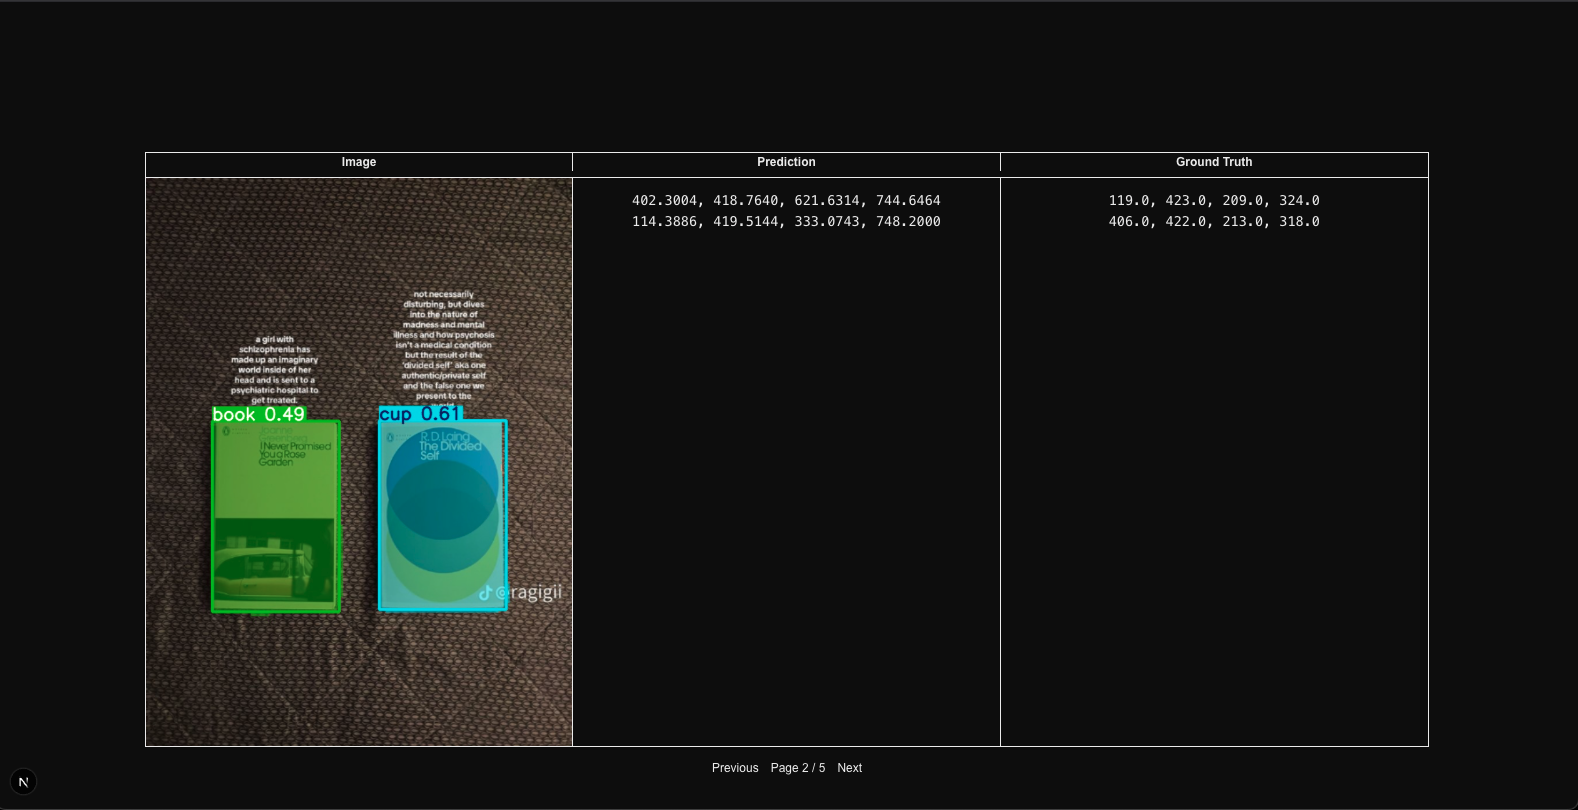 Image
Prediction
Ground Truth
402.3004, 418.7640, 621.6314, 744.6464
114.3886, 419.5144, 333.0743, 748.2000
119.0, 423.0, 209.0, 324.0
406.0, 422.0, 213.0, 318.0
a girl with
schizophrenia has
made up an imaginary
world inside of her
head and is sent to a
psychiatric hospital to
get treated.
not necessarily
disturbing, but dives
into the nature of
madness and mental
illness and how psychosis
isn't a medical condition
but the result of the
'divided self' aka one
authentic/private self
and the false one we
present to the
book 0.49
I Never Promised
You a Rose
Garden
cup 0.61
R.D. Laing
The Divided
Self
@ragigii
Previous
Page 2 / 5
Next
N